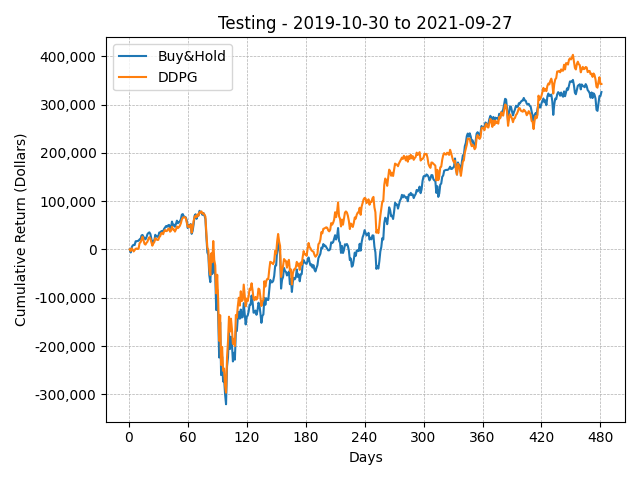 Testing - 2019-10-30 to 2021-09-27
Buy&Hold
DDPG
Cumulative Return (Dollars)
400,000
300,000
200,000
100,000
0
-100,000
-200,000
-300,000
0 60 120 180 240 300 360 420 480
Days